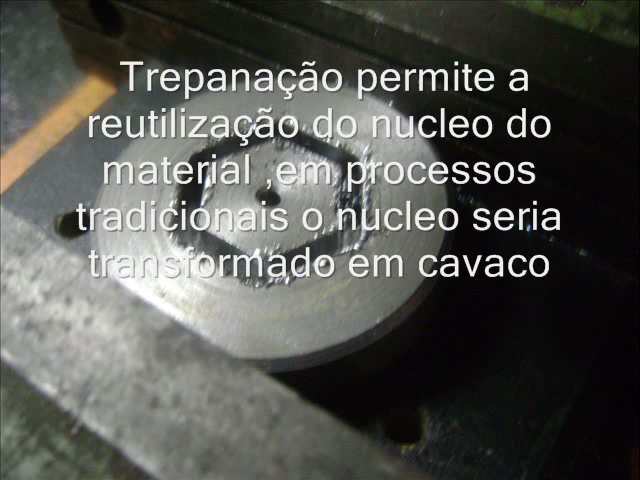 Trepanação permite a
reutilização do nucleo do
material ,em processos
tradicionais o nucleo seria
transformado em cavaco